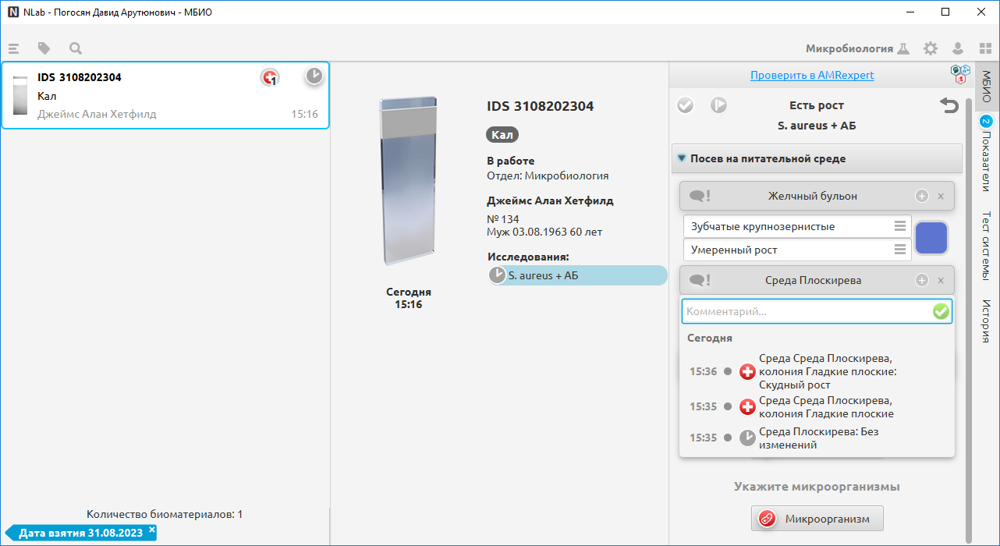 NLab - Погосян Давид Арутюнович - МБИО
Микробиология
IDS 3108202304
1
Кал
Джеймс Алан Хетфилд 15:16
Количество биоматериалов: 1
Дата взятия 31.08.2023
Сегодня
15:16
IDS 3108202304
Кал
В работе
Отдел: Микробиология
Джеймс Алан Хетфилд
№ 134
Муж 03.08.1963 60 лет
Исследования:
S. aureus + АБ
Проверить в AMRexpert
Есть рост
S. aureus + АБ
Посев на питательной среде
Желчный бульон
Зубчатые крупнозернистые
Умеренный рост
Среда Плоскирева
Комментарий...
Сегодня
15:36 Среда Среда Плоскирева,
колония Гладкие плоские:
Скудный рост
15:35 Среда Среда Плоскирева,
колония Гладкие плоские
15:35 Среда Плоскирева: Без
изменений
Укажите микроорганизмы
Микроорганизм
МБИО
2
Показатели
Тест системы
История